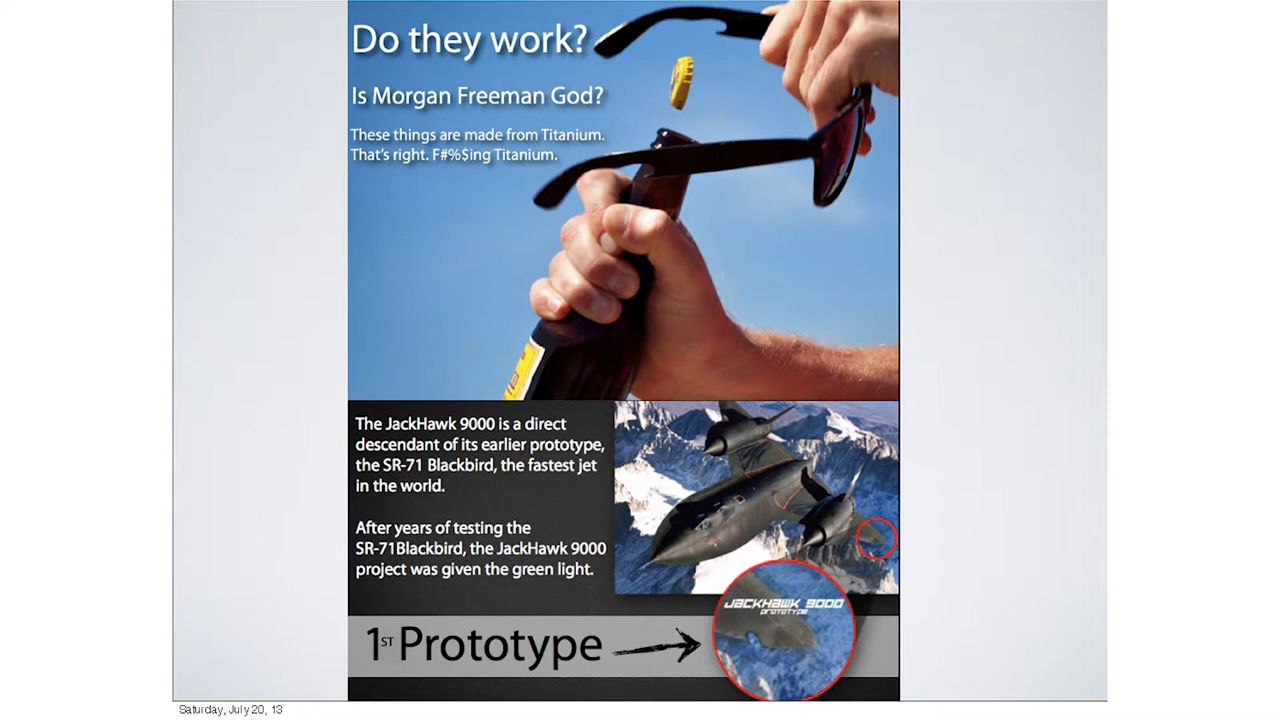 Do they work?
Is Morgan Freeman God?
These things are made from Titanium.
That's right. F#%$ing Titanium.
The JackHawk 9000 is a direct
descendant of its earlier prototype,
the SR-71 Blackbird, the fastest jet
in the world.
After years of testing the
SR-71Blackbird, the JackHawk 9000
project was given the green light.
JACKHAWK 9000
PROTOTYPE
1ST Prototype
Saturday, July 20, 13